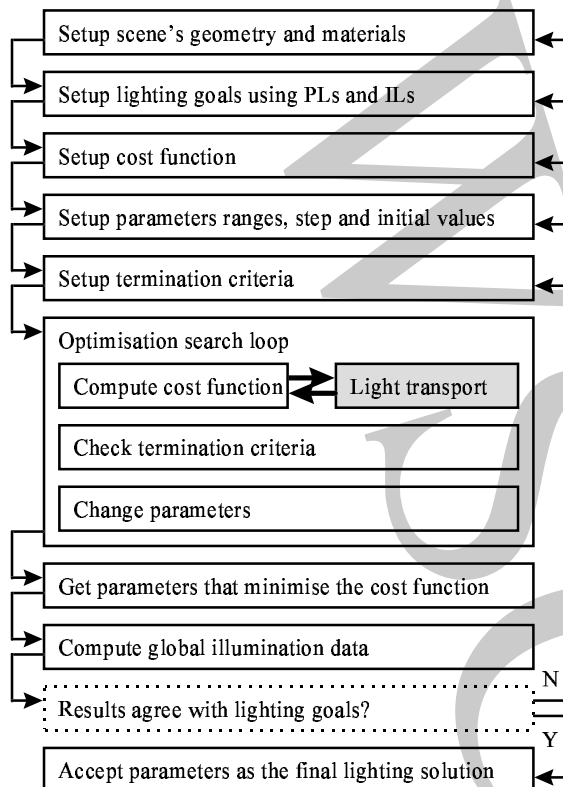 Setup scene's geometry and materials
Setup lighting goals using PLs and ILs
Setup cost function
Setup parameters ranges, step and initial values
Setup termination criteria
Optimisation search loop
Compute cost function
Light transport
Check termination criteria
Change parameters
Get parameters that minimise the cost function
Compute global illumination data
N
Results agree with lighting goals?
Y
Accept parameters as the final lighting solution